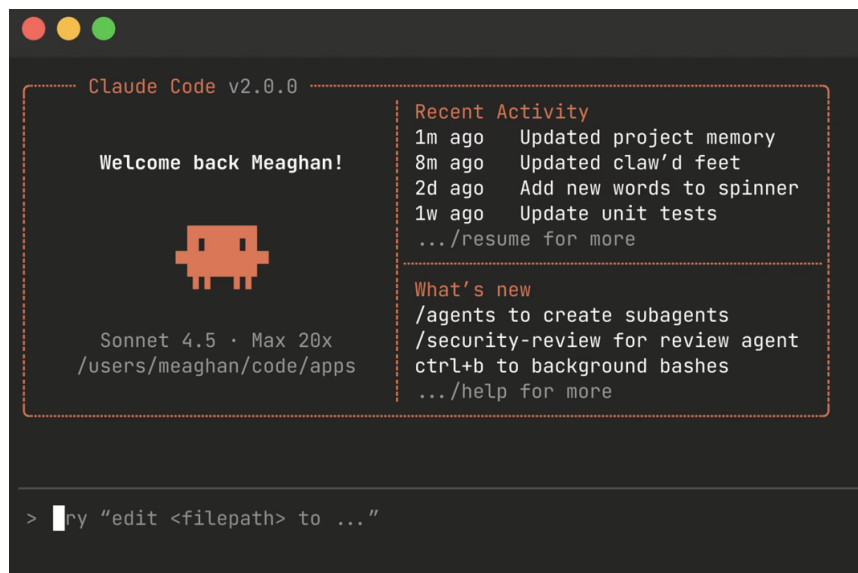 Claude Code v2.0.0
Welcome back Meaghan!
Sonnet 4.5 · Max 20x
/users/meaghan/code/apps
Recent Activity
1m ago Updated project memory
8m ago Updated claw’d feet
2d ago Add new words to spinner
1w ago Update unit tests
.../resume for more
What’s new
/agents to create subagents
/security-review for review agent
ctrl+b to background bashes
.../help for more
> ry “edit <filepath> to ...”